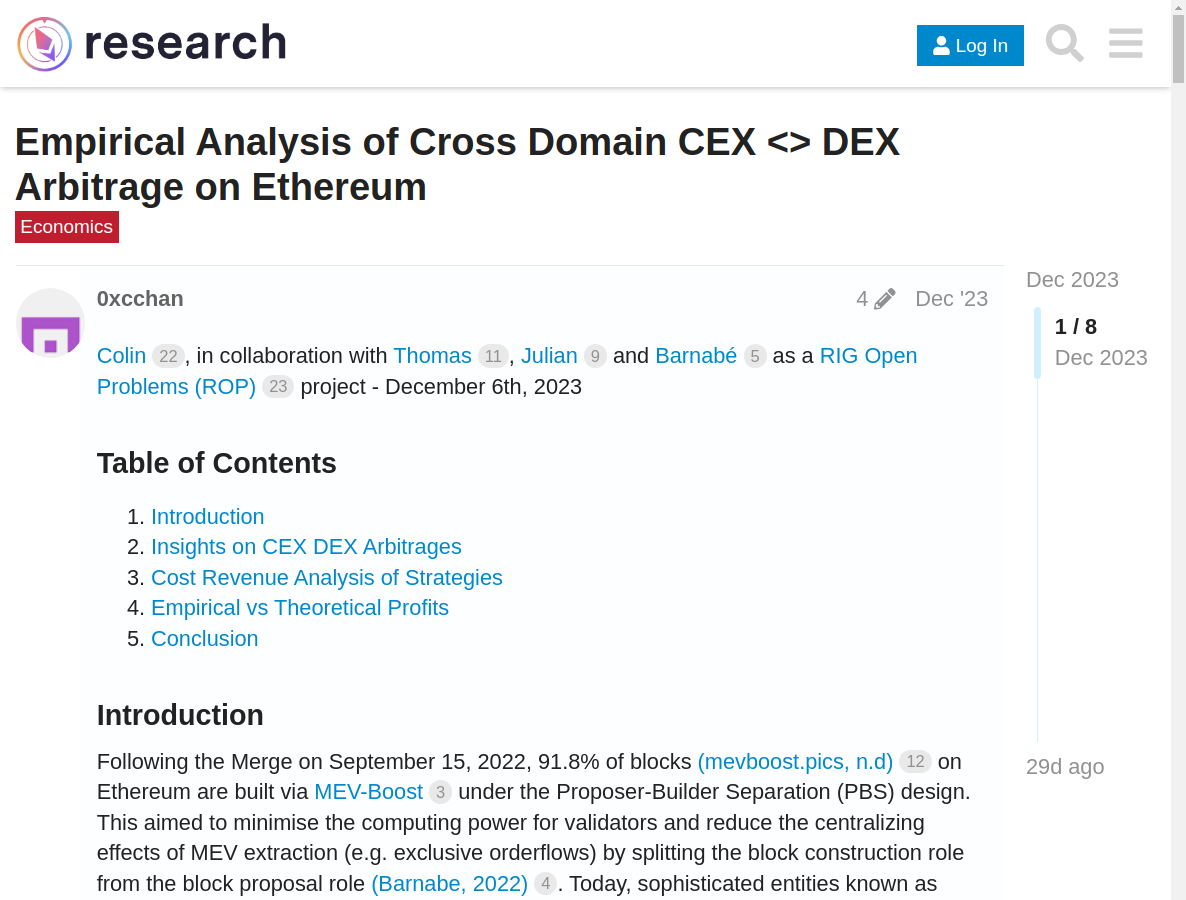 research
Log In
Empirical Analysis of Cross Domain CEX <> DEX
Arbitrage on Ethereum
Economics
0xcchan
4
Dec '23
Dec 2023
1 / 8
Dec 2023
29d ago
Colin 22, in collaboration with Thomas 11, Julian 9 and Barnabé 5 as a RIG Open
Problems (ROP) 23 project - December 6th, 2023
Table of Contents
1. Introduction
2. Insights on CEX DEX Arbitrages
3. Cost Revenue Analysis of Strategies
4. Empirical vs Theoretical Profits
5. Conclusion
Introduction
Following the Merge on September 15, 2022, 91.8% of blocks (mevboost.pics, n.d) 12 on
Ethereum are built via MEV-Boost 3 under the Proposer-Builder Separation (PBS) design.
This aimed to minimise the computing power for validators and reduce the centralizing
effects of MEV extraction (e.g. exclusive orderflows) by splitting the block construction role
from the block proposal role (Barnabe, 2022) 4. Today, sophisticated entities known as